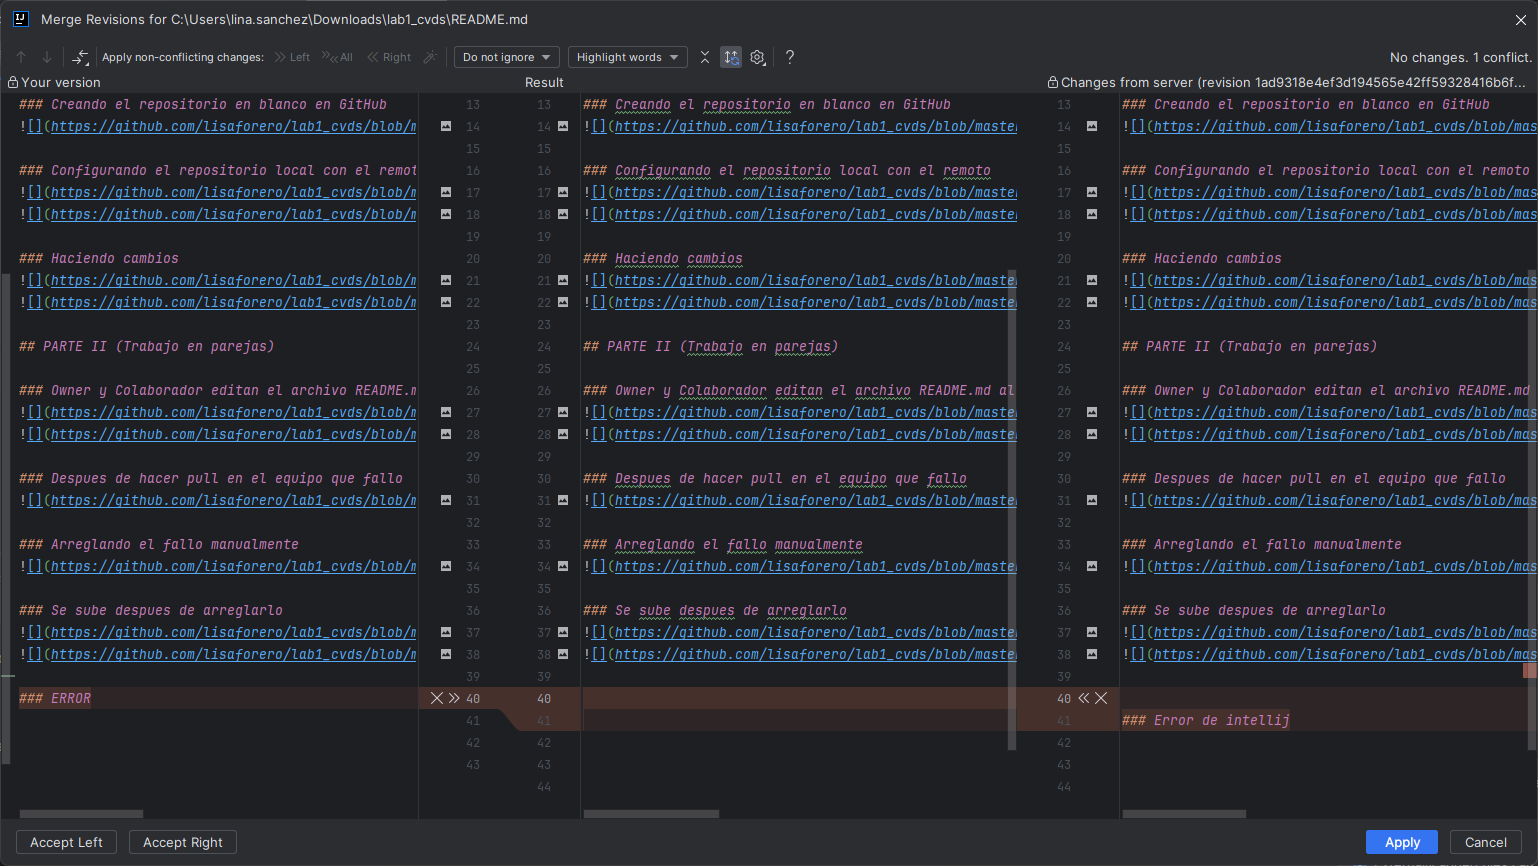 Merge Revisions for C:\Users\lina.sanchez\Downloads\lab1_cvds\README.md
Apply non-conflicting changes: Left All Right Do not ignore Highlight words ? No changes. 1 conflict.
Your version Result Changes from server (revision 1ad9318e4ef3d194565e42ff59328416b6f...
### Creando el repositorio en blanco en GitHub 13 13 ### Creando el repositorio en blanco en GitHub 13 ### Creando el repositorio en blanco en GitHub
![](https://github.com/lisaforero/lab1_cvds/blob/m 14 14 ![](https://github.com/lisaforero/lab1_cvds/blob/master 14 ![](https://github.com/lisaforero/lab1_cvds/blob/mas
15 15 15
### Configurando el repositorio local con el remot 16 16 ### Configurando el repositorio local con el remoto 16 ### Configurando el repositorio local con el remoto
![](https://github.com/lisaforero/lab1_cvds/blob/m 17 17 ![](https://github.com/lisaforero/lab1_cvds/blob/master 17 ![](https://github.com/lisaforero/lab1_cvds/blob/mas
![](https://github.com/lisaforero/lab1_cvds/blob/m 18 18 ![](https://github.com/lisaforero/lab1_cvds/blob/master 18 ![](https://github.com/lisaforero/lab1_cvds/blob/mas
19 19 19
### Haciendo cambios 20 20 ### Haciendo cambios 20 ### Haciendo cambios
![](https://github.com/lisaforero/lab1_cvds/blob/m 21 21 ![](https://github.com/lisaforero/lab1_cvds/blob/master 21 ![](https://github.com/lisaforero/lab1_cvds/blob/mas
![](https://github.com/lisaforero/lab1_cvds/blob/m 22 22 ![](https://github.com/lisaforero/lab1_cvds/blob/master 22 ![](https://github.com/lisaforero/lab1_cvds/blob/mas
23 23 23
## PARTE II (Trabajo en parejas) 24 24 ## PARTE II (Trabajo en parejas) 24 ## PARTE II (Trabajo en parejas)
25 25 25
### Owner y Colaborador editan el archivo README.m 26 26 ### Owner y Colaborador editan el archivo README.md al 26 ### Owner y Colaborador editan el archivo README.md
![](https://github.com/lisaforero/lab1_cvds/blob/m 27 27 ![](https://github.com/lisaforero/lab1_cvds/blob/master 27 ![](https://github.com/lisaforero/lab1_cvds/blob/mas
![](https://github.com/lisaforero/lab1_cvds/blob/m 28 28 ![](https://github.com/lisaforero/lab1_cvds/blob/master 28 ![](https://github.com/lisaforero/lab1_cvds/blob/mas
29 29 29
### Despues de hacer pull en el equipo que fallo 30 30 ### Despues de hacer pull en el equipo que fallo 30 ### Despues de hacer pull en el equipo que fallo
![](https://github.com/lisaforero/lab1_cvds/blob/m 31 31 ![](https://github.com/lisaforero/lab1_cvds/blob/master 31 ![](https://github.com/lisaforero/lab1_cvds/blob/mas
32 32 32
### Arreglando el fallo manualmente 33 33 ### Arreglando el fallo manualmente 33 ### Arreglando el fallo manualmente
![](https://github.com/lisaforero/lab1_cvds/blob/m 34 34 ![](https://github.com/lisaforero/lab1_cvds/blob/master 34 ![](https://github.com/lisaforero/lab1_cvds/blob/mas
35 35 35
### Se sube despues de arreglarlo 36 36 ### Se sube despues de arreglarlo 36 ### Se sube despues de arreglarlo
![](https://github.com/lisaforero/lab1_cvds/blob/m 37 37 ![](https://github.com/lisaforero/lab1_cvds/blob/master 37 ![](https://github.com/lisaforero/lab1_cvds/blob/mas
![](https://github.com/lisaforero/lab1_cvds/blob/m 38 38 ![](https://github.com/lisaforero/lab1_cvds/blob/master 38 ![](https://github.com/lisaforero/lab1_cvds/blob/mas
39 39 39
### ERROR 40 40 40
41 41 41 ### Error de intellij
42 42 42
43 43 43
44 44
Accept Left Accept Right Apply Cancel